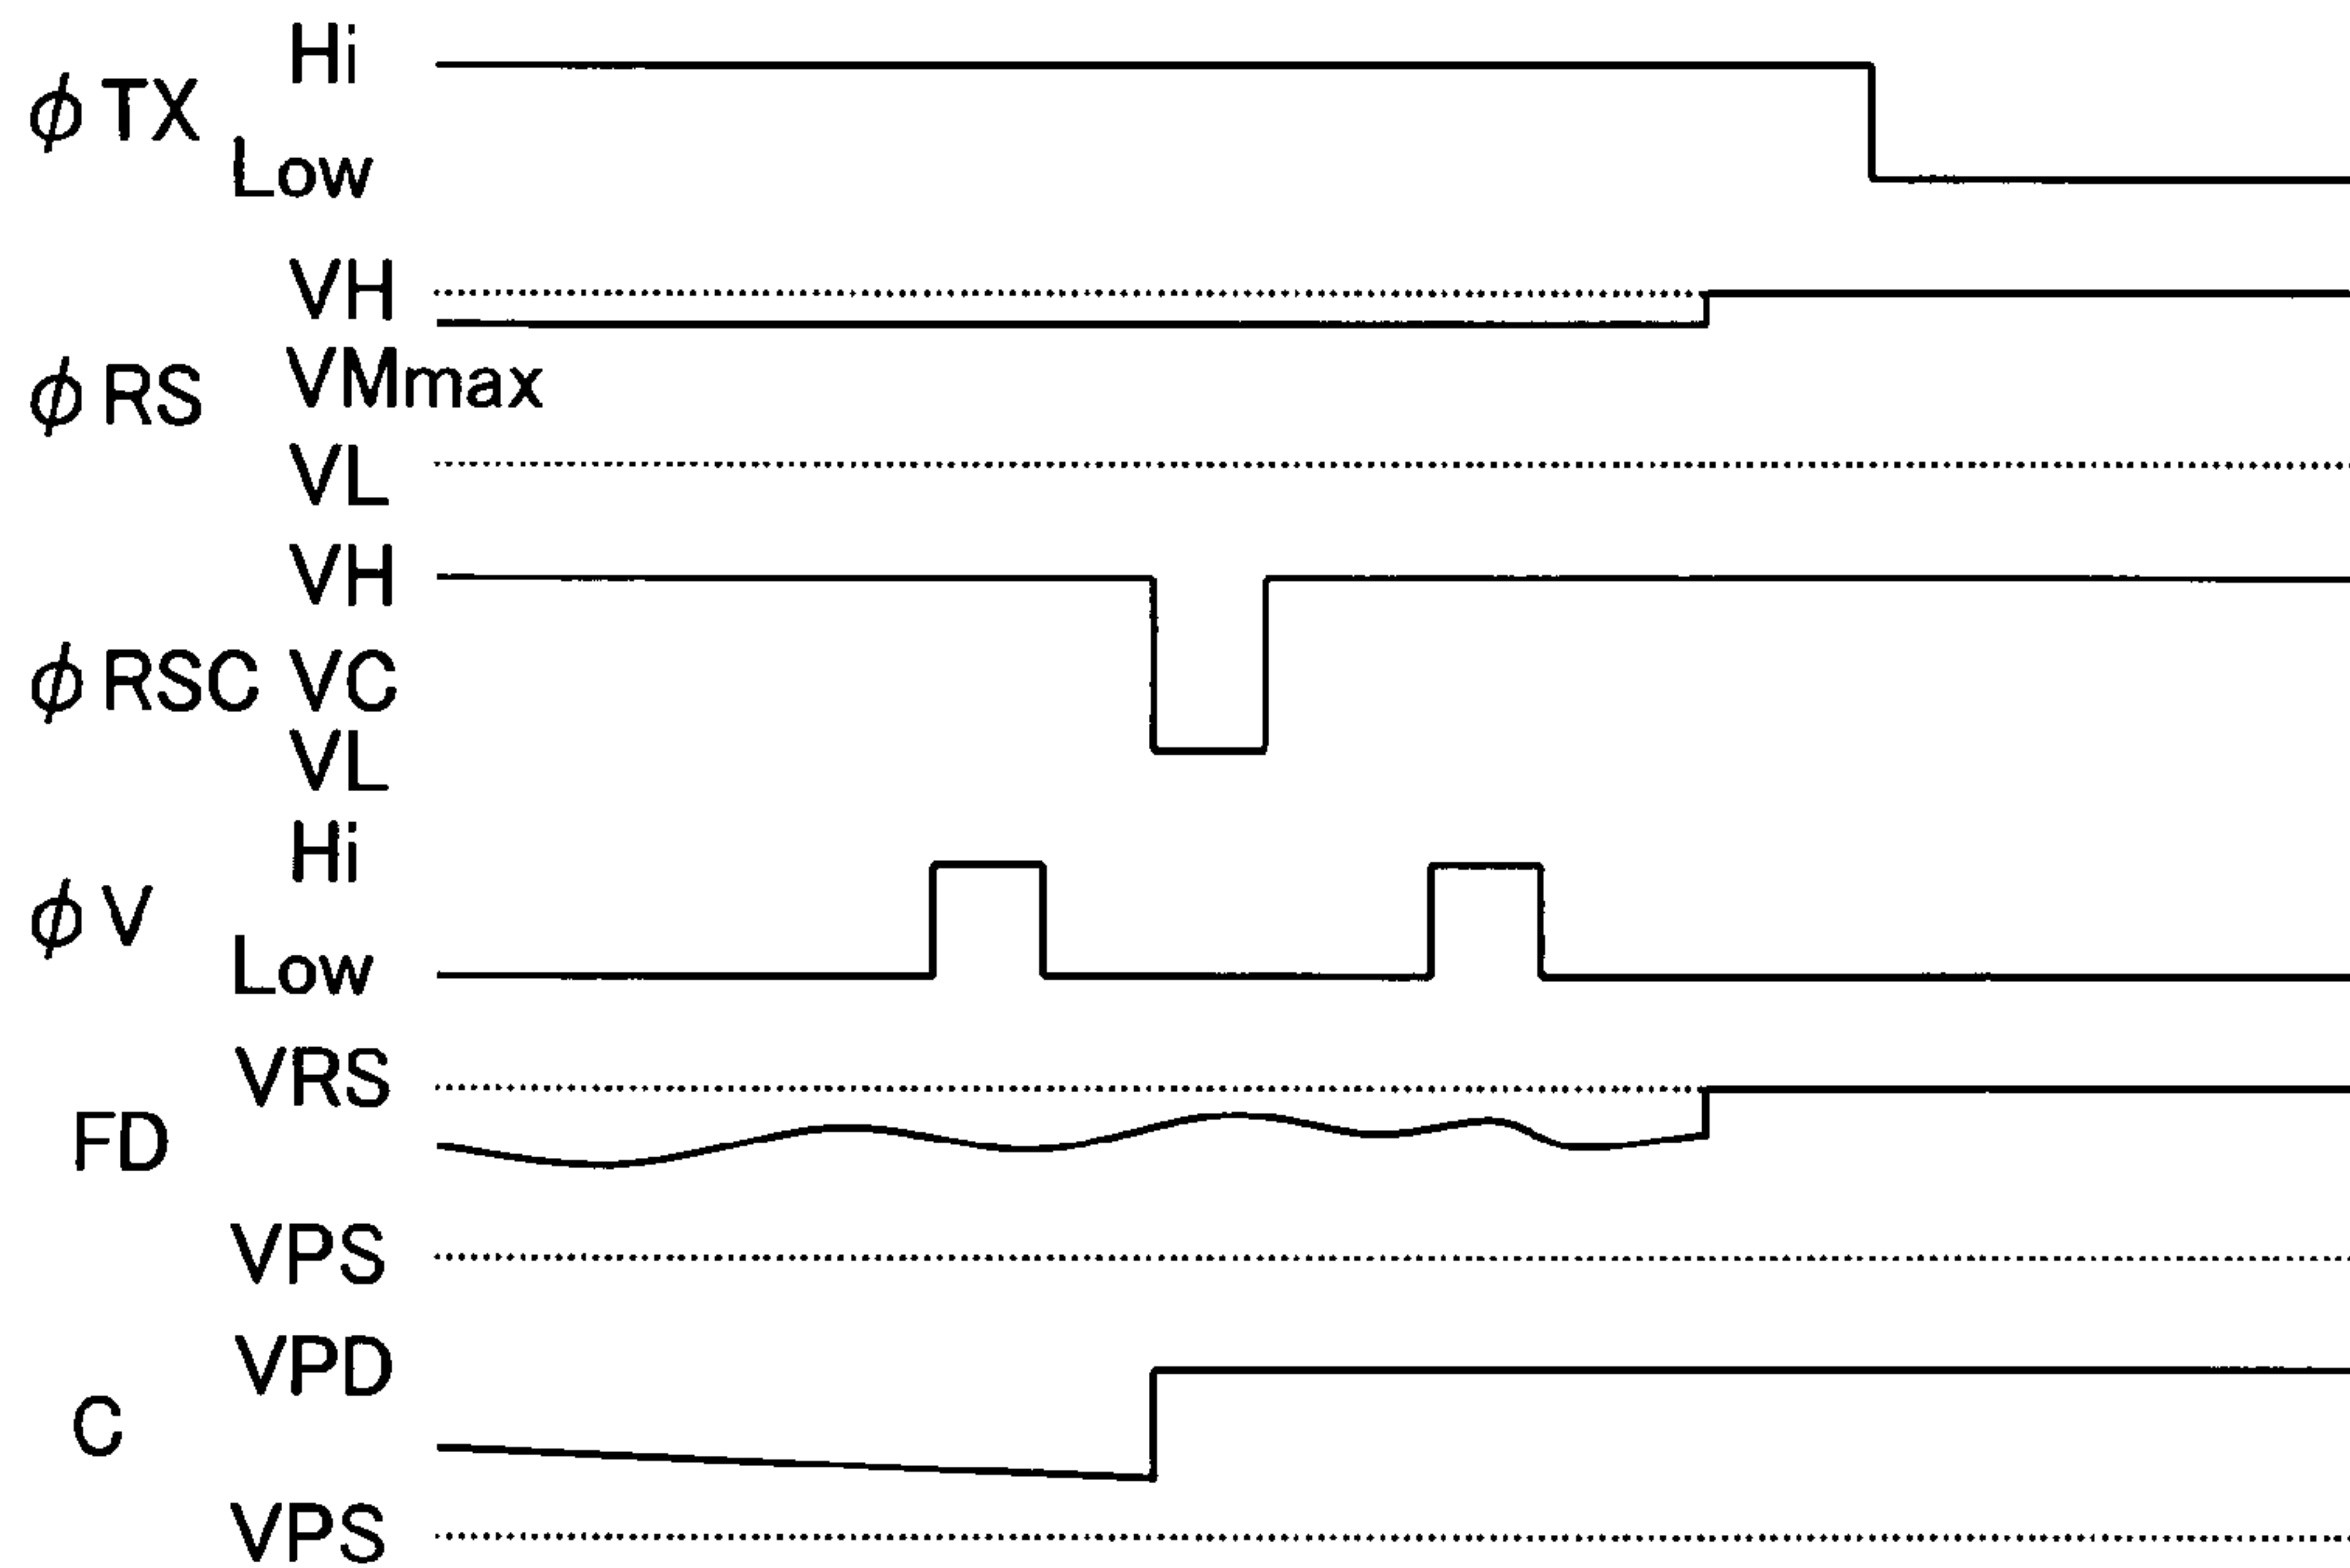 Hi
φTX
Low
VH
φRS VMmax
VL
VH
φRSC VC
VL
Hi
φV
Low
VRS
FD
VPS
VPD
C
VPS